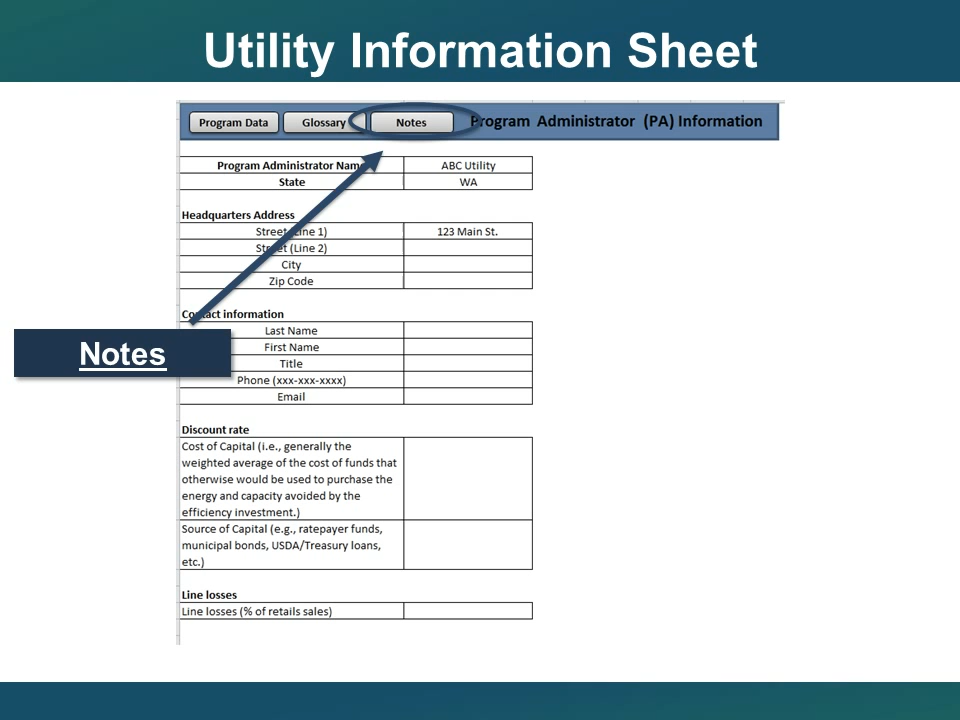 Utility Information Sheet
Program Data Glossary Notes Program Administrator (PA) Information
Program Administrator Name ABC Utility
State WA
Headquarters Address
Street (Line 1) 123 Main St.
Street (Line 2)
City
Zip Code
Contact information
Last Name
First Name
Notes
Title
Phone (xxx-xxx-xxxx)
Email
Discount rate
Cost of Capital (i.e., generally the
weighted average of the cost of funds that
otherwise would be used to purchase the
energy and capacity avoided by the
efficiency investment.)
Source of Capital (e.g., ratepayer funds,
municipal bonds, USDA/Treasury loans,
etc.)
Line losses
Line losses (% of retails sales)